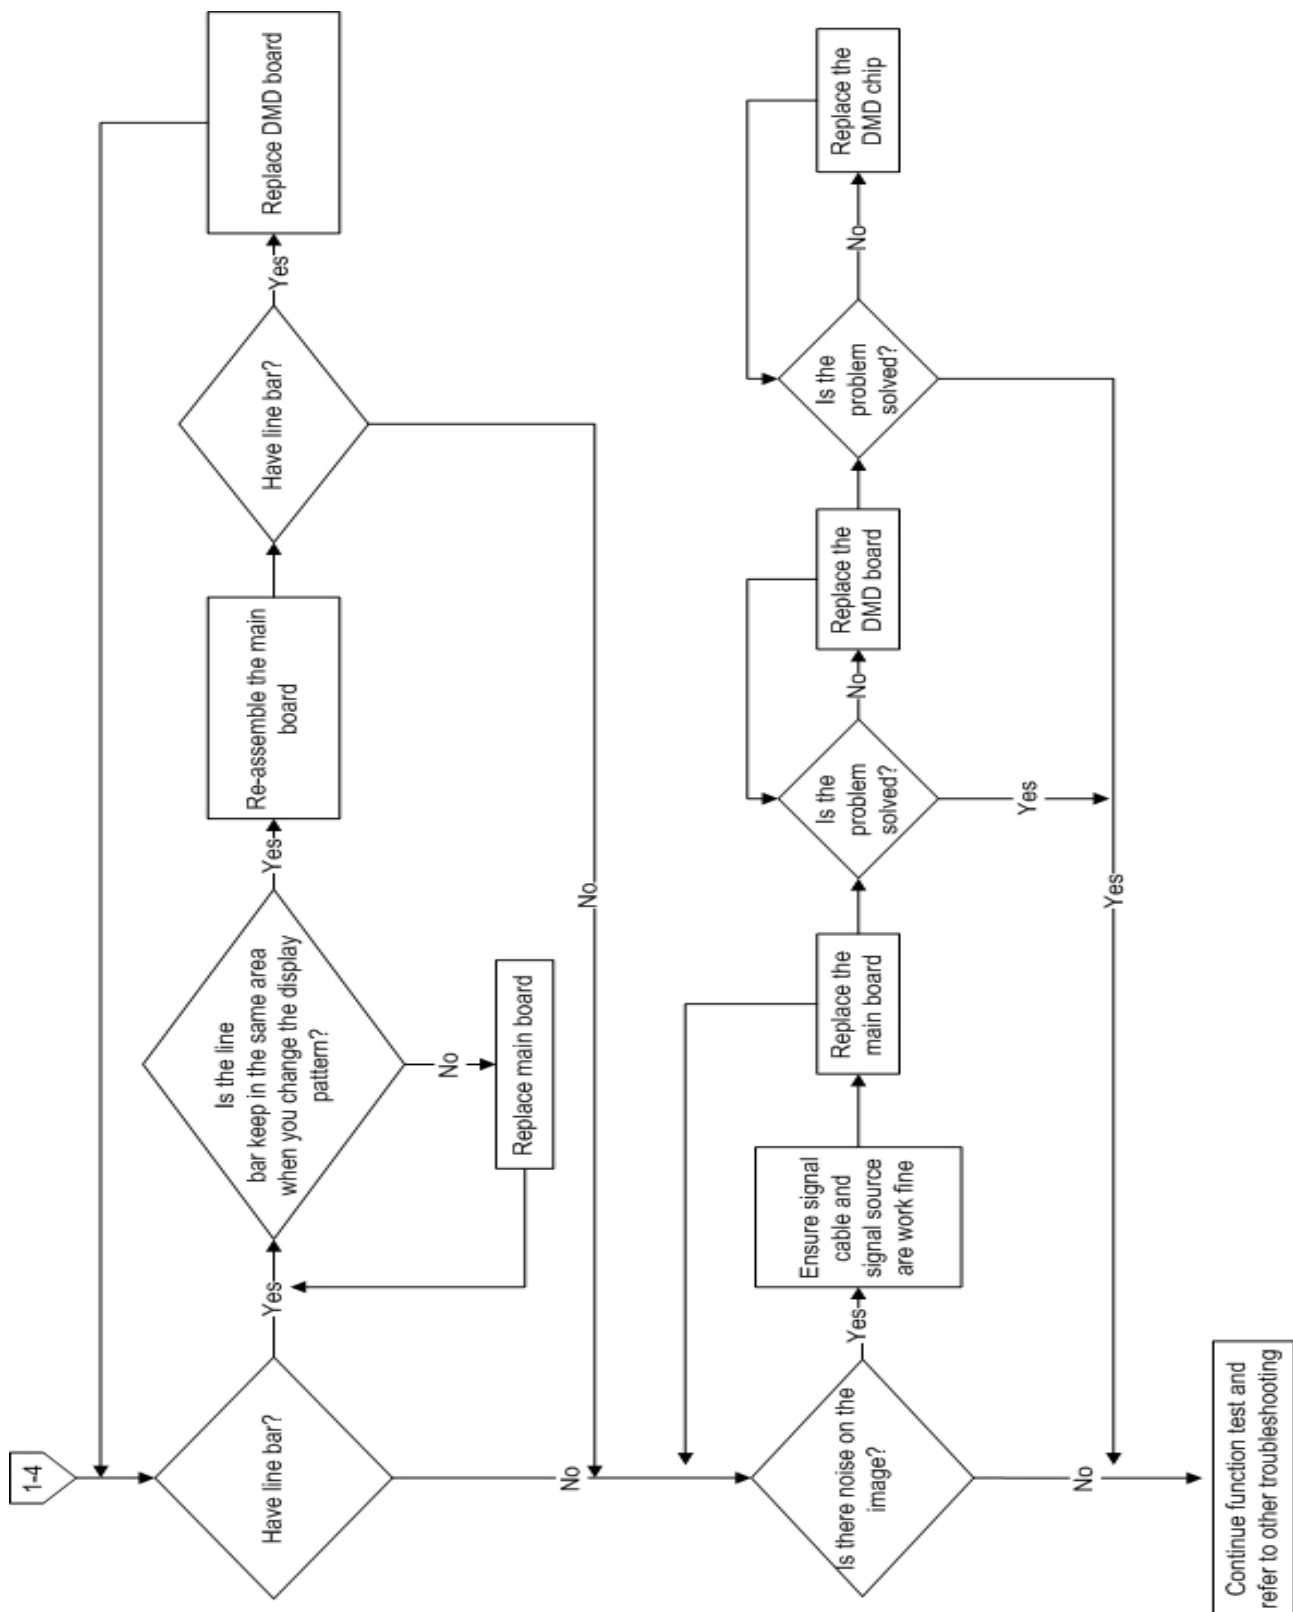 1-4
Have line bar?
Yes
Is the line
bar keep in the same area
when you change the display
pattern?
Yes
Re-assemble the main
board
Have line bar?
Yes
Replace DMD board
No
Replace main board
No
No
Is there noise on the
image?
Yes
Ensure signal
cable and
signal source
are work fine
Replace the
main board
Is the
problem
solved?
No
Replace the
DMD board
Is the
problem
solved?
No
Replace the
DMD chip
Yes
Yes
No
Continue function test and
refer to other troubleshooting